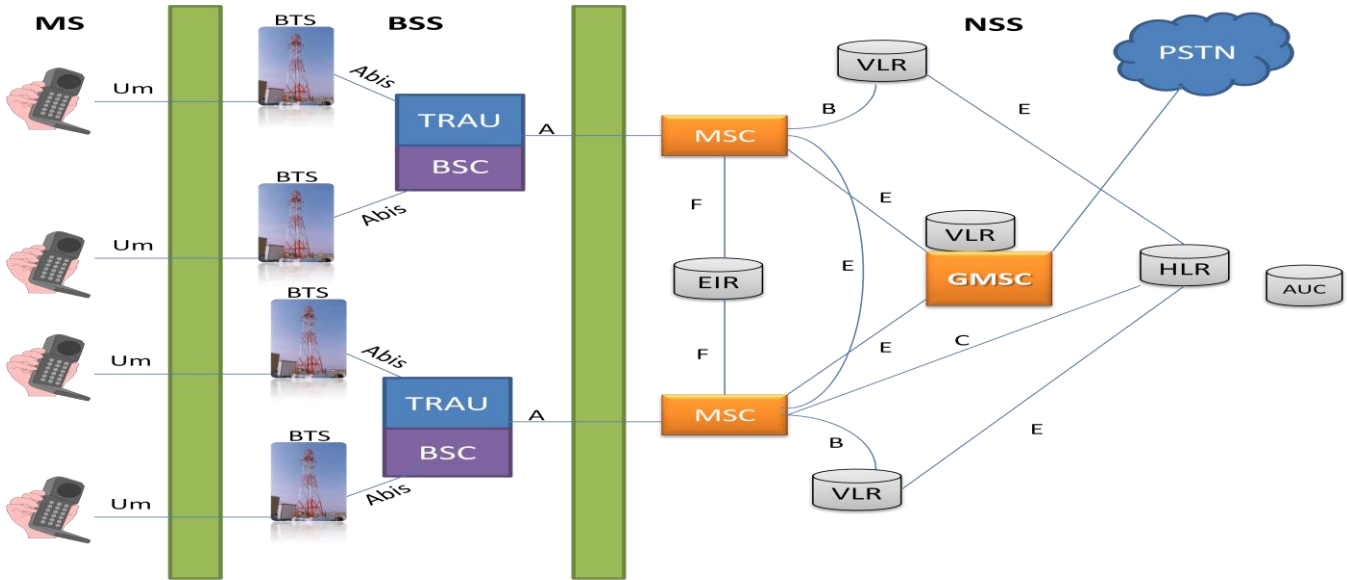 MS
BSS
NSS
BTS
Um
Abis
TRAU
BSC
A
BTS
Um
Abis
BTS
Um
Abis
TRAU
BSC
A
BTS
Um
Abis
MSC
VLR
B
E
PSTN
E
F
VLR
GMSC
E
EIR
HLR
AUC
F
E
C
MSC
B
VLR
E